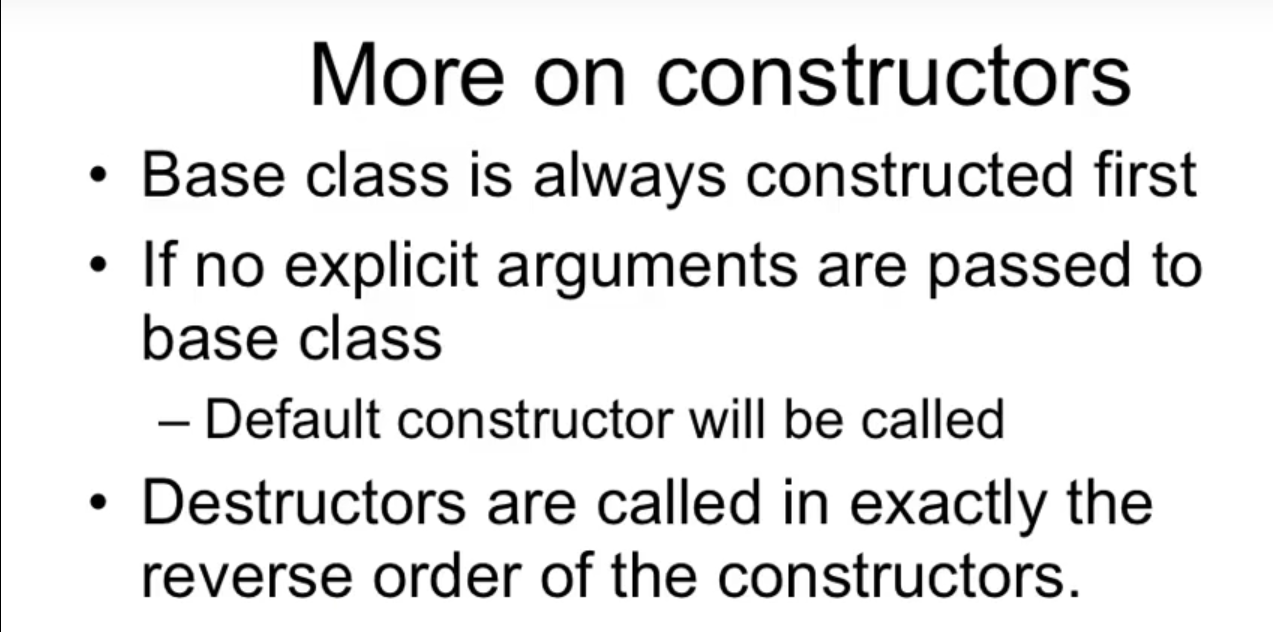 More on constructors
• Base class is always constructed first
• If no explicit arguments are passed to
base class
– Default constructor will be called
• Destructors are called in exactly the
reverse order of the constructors.